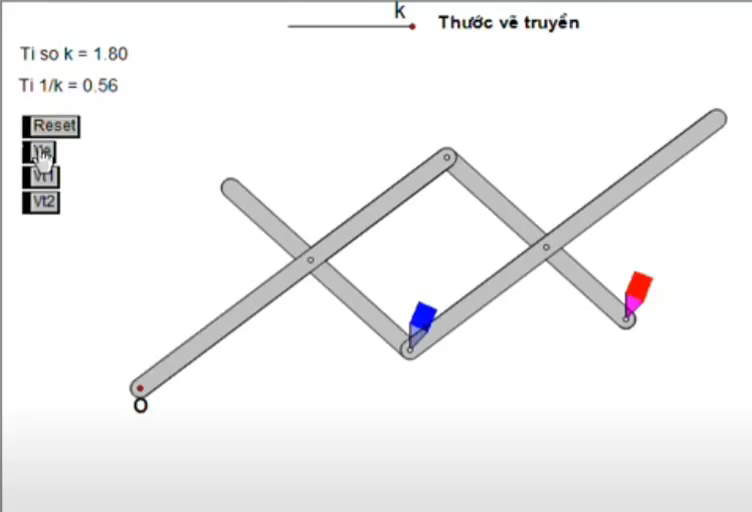 k
Thước vẽ truyền
Ti so k = 1.80
Ti 1/k = 0.56
Reset
Vt1
Vt2
O